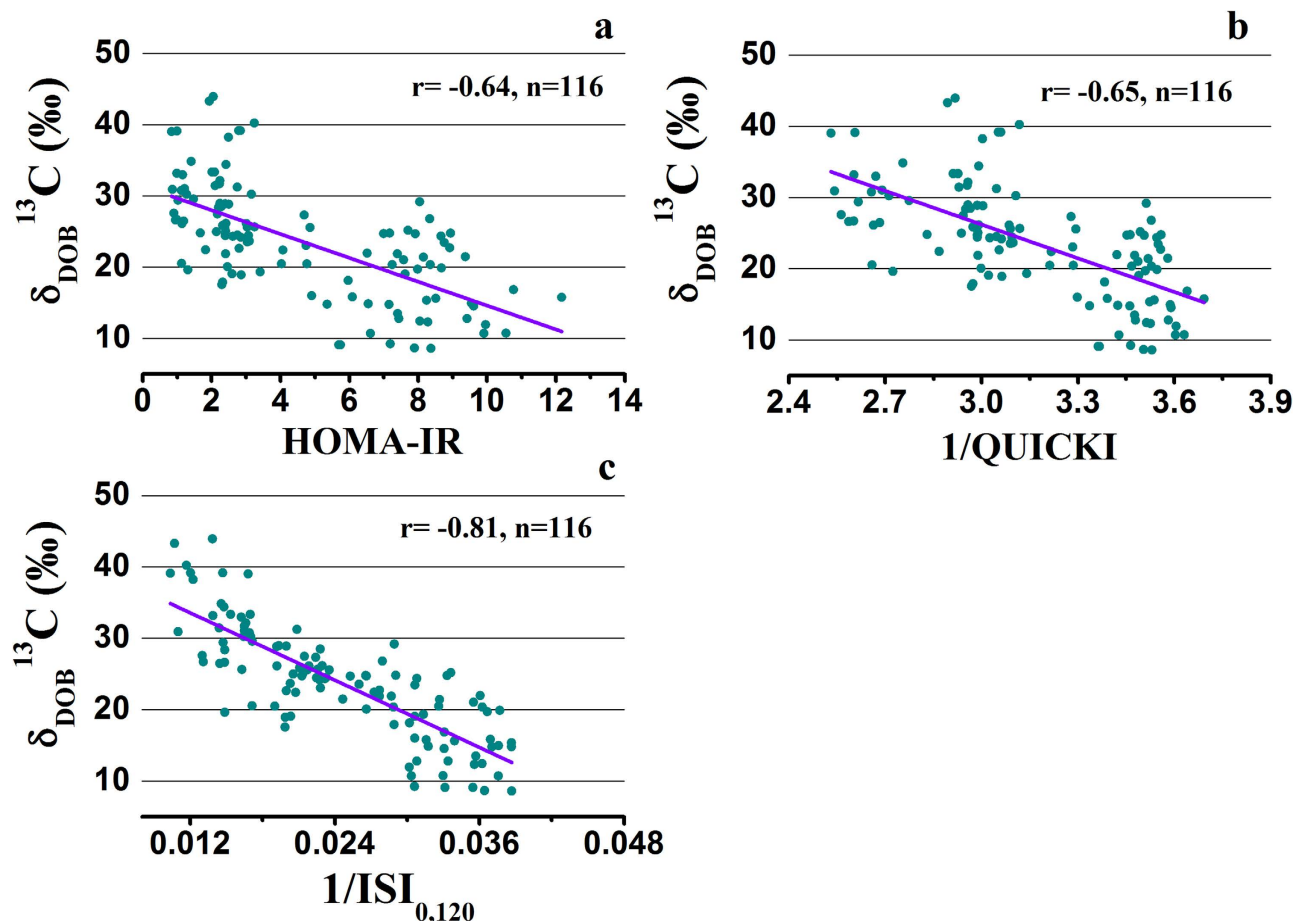 a
δDOB 13C (‰)
50
40
30
20
10
r= -0.64, n=116
0 2 4 6 8 10 12 14
HOMA-IR
b
δDOB 13C (‰)
50
40
30
20
10
r= -0.65, n=116
2.4 2.7 3.0 3.3 3.6 3.9
1/QUICKI
c
δDOB 13C (‰)
50
40
30
20
10
r= -0.81, n=116
0.012 0.024 0.036 0.048
1/ISI0,120